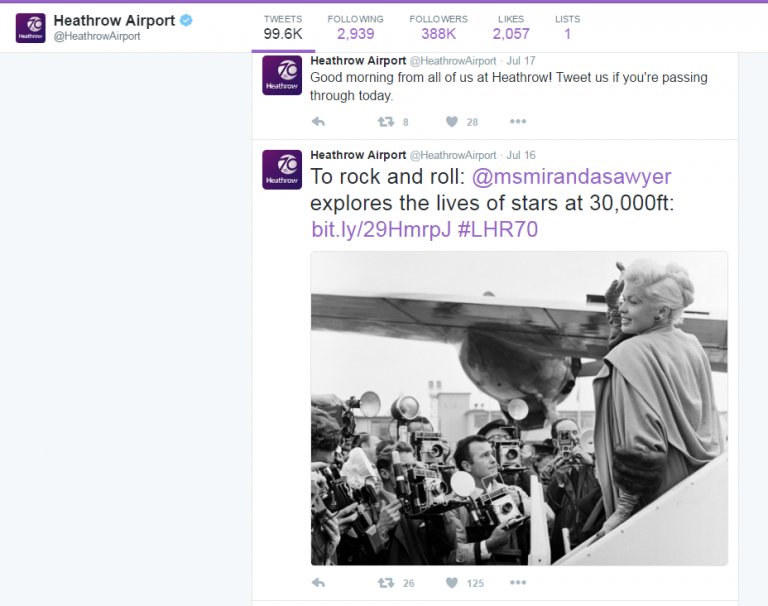 Heathrow Airport
@HeathrowAirport
TWEETS FOLLOWING FOLLOWERS LIKES LISTS
99.6K 2,939 388K 2,057 1
Heathrow
Heathrow Airport @HeathrowAirport · Jul 17
Good morning from all of us at Heathrow! Tweet us if you're passing
through today.
Heathrow
8 28
Heathrow Airport @HeathrowAirport · Jul 16
To rock and roll: @msmirandasawyer
explores the lives of stars at 30,000ft:
bit.ly/29HmrpJ #LHR70
Heathrow
26 125